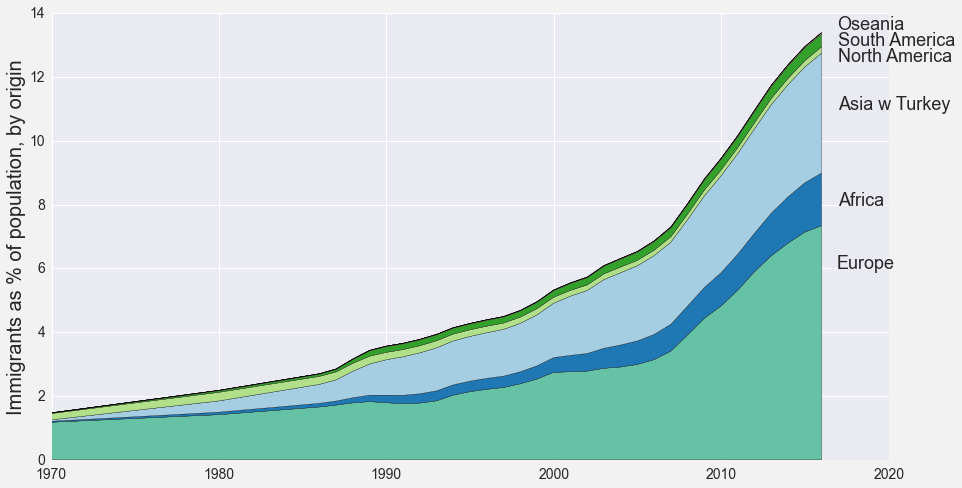 Immigrants as % of population, by origin
14
12
10
8
6
4
2
0
1970
1980
1990
2000
2010
2020
Oseania
South America
North America
Asia w Turkey
Africa
Europe